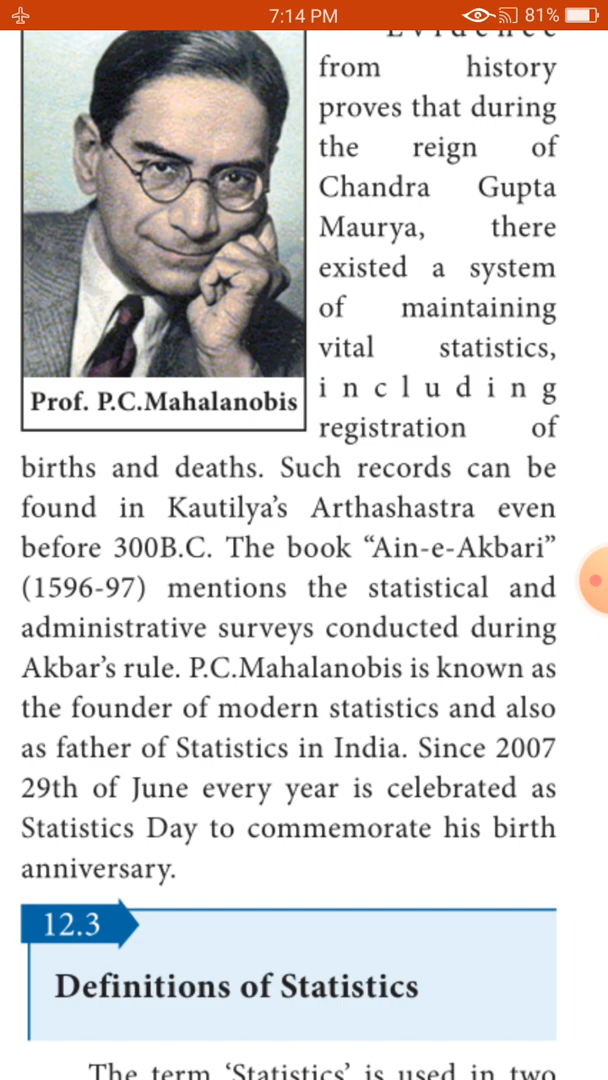 7:14 PM
81%
Evidence
from history
proves that during
the reign of
Chandra Gupta
Maurya, there
existed a system
of maintaining
vital statistics,
including
registration of
Prof. P.C.Mahalanobis
births and deaths. Such records can be
found in Kautilya’s Arthashastra even
before 300B.C. The book “Ain-e-Akbari”
(1596-97) mentions the statistical and
administrative surveys conducted during
Akbar’s rule. P.C.Mahalanobis is known as
the founder of modern statistics and also
as father of Statistics in India. Since 2007
29th of June every year is celebrated as
Statistics Day to commemorate his birth
anniversary.
12.3
Definitions of Statistics
The term ‘Statistics’ is used in two